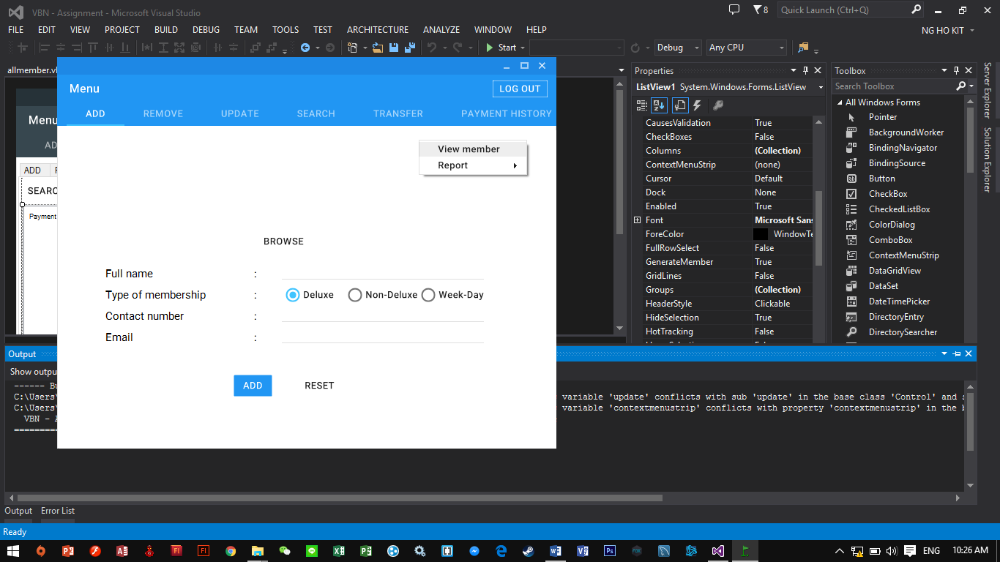 VBN - Assignment - Microsoft Visual Studio
8
Quick Launch (Ctrl+Q)
FILE EDIT VIEW PROJECT BUILD DEBUG TEAM TOOLS TEST ARCHITECTURE ANALYZE WINDOW HELP
NG HO KIT
Start Debug Any CPU
allmember.v
Menu
AD
ADD
SEARC
Payment
Menu
LOG OUT
ADD REMOVE UPDATE SEARCH TRANSFER PAYMENT HISTORY
View member
Report
BROWSE
Full name :
Type of membership : Deluxe Non-Deluxe Week-Day
Contact number :
Email :
ADD RESET
Properties
ListView1 System.Windows.Forms.ListView
CausesValidation True
CheckBoxes False
Columns (Collection)
ContextMenuStrip (none)
Cursor Default
Dock None
Enabled True
Font Microsoft Sans
ForeColor WindowTe
FullRowSelect False
GenerateMember True
GridLines False
Groups (Collection)
HeaderStyle Clickable
HideSelection True
HotTracking False
Toolbox
Search Toolbox
All Windows Forms
Pointer
BackgroundWorker
BindingNavigator
BindingSource
Button
CheckBox
CheckedListBox
ColorDialog
ComboBox
ContextMenuStrip
DataGridView
DataSet
DateTimePicker
DirectoryEntry
DirectorySearcher
Server Explorer
Solution Explorer
Output
Show outpu
------ Bu
C:\Users\ variable 'update' conflicts with sub 'update' in the base class 'Control' and s
C:\Users\ variable 'contextmenustrip' conflicts with property 'contextmenustrip' in the b
VBN - A
==========
Output Error List
Ready
ENG 10:26 AM